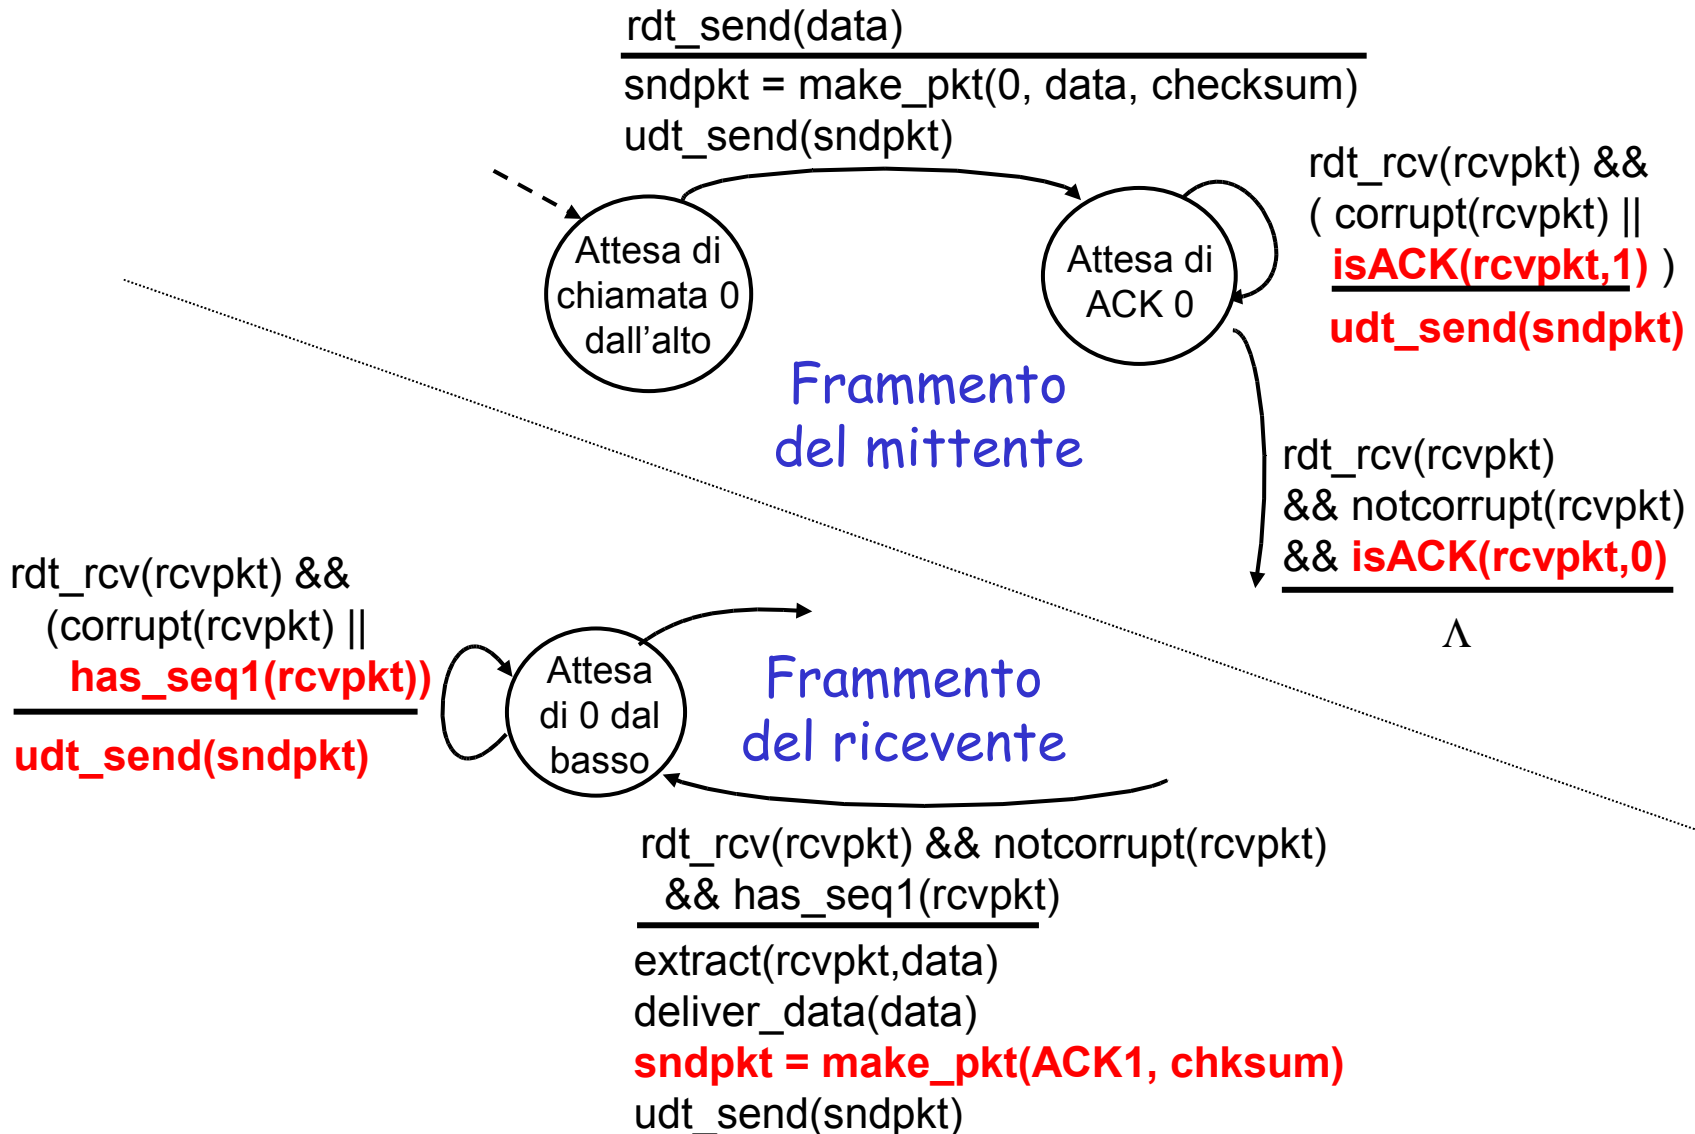 rdt_send(data)
sndpkt = make_pkt(0, data, checksum)
udt_send(sndpkt)
Attesa di
chiamata 0
dall’alto
Attesa di
ACK 0
rdt_rcv(rcvpkt) &&
( corrupt(rcvpkt) ||
isACK(rcvpkt,1) )
udt_send(sndpkt)
Frammento
del mittente
rdt_rcv(rcvpkt)
&& notcorrupt(rcvpkt)
&& isACK(rcvpkt,0)
Λ
rdt_rcv(rcvpkt) &&
(corrupt(rcvpkt) ||
has_seq1(rcvpkt))
udt_send(sndpkt)
Attesa
di 0 dal
basso
Frammento
del ricevente
rdt_rcv(rcvpkt) && notcorrupt(rcvpkt)
&& has_seq1(rcvpkt)
extract(rcvpkt,data)
deliver_data(data)
sndpkt = make_pkt(ACK1, chksum)
udt_send(sndpkt)